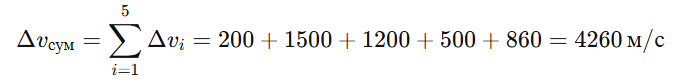 Δv_сум = ∑_{i=1}^{5} Δv_i = 200 + 1500 + 1200 + 500 + 860 = 4260 м/с